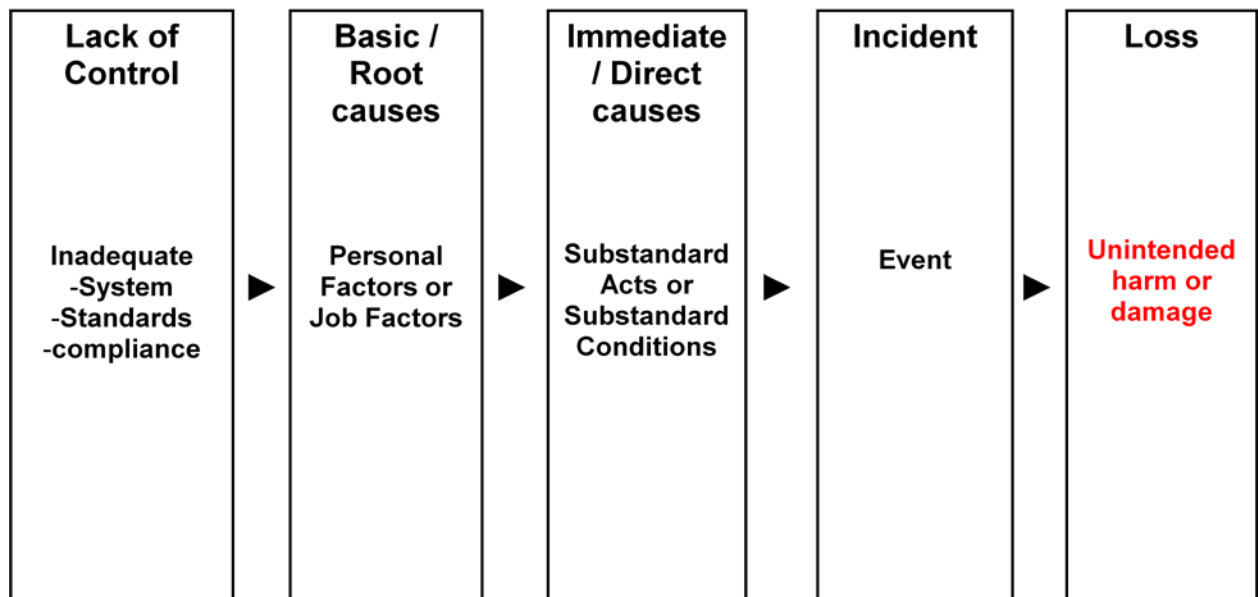 Lack of
Control
Inadequate
-System
-Standards
-compliance
Basic /
Root
causes
Personal
Factors or
Job Factors
Immediate
/ Direct
causes
Substandard
Acts or
Substandard
Conditions
Incident
Event
Loss
Unintended
harm or
damage